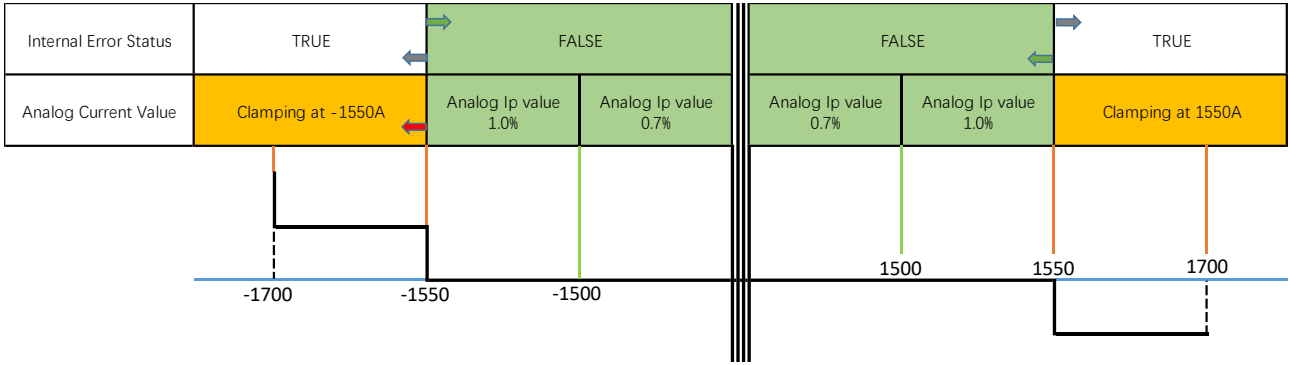 Internal Error Status
TRUE
FALSE
FALSE
TRUE
Analog Current Value
Clamping at -1550A
Analog Ip value
1.0%
Analog Ip value
0.7%
Analog Ip value
0.7%
Analog Ip value
1.0%
Clamping at 1550A
1500
1550
1700
-1700
-1550
-1500